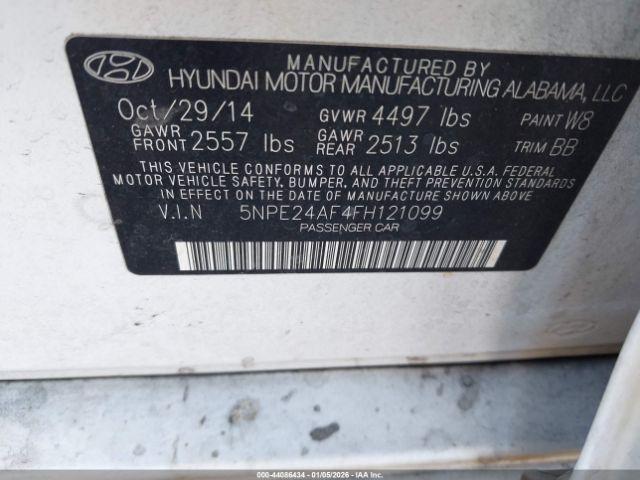 MANUFACTURED BY
HYUNDAI MOTOR MANUFACTURING ALABAMA, LLC
Oct/29/14 GVWR 4497 lbs PAINT W8
GAWR FRONT 2557 lbs GAWR REAR 2513 lbs TRIM BB
THIS VEHICLE CONFORMS TO ALL APPLICABLE U.S.A. FEDERAL
MOTOR VEHICLE SAFETY, BUMPER, AND THEFT PREVENTION STANDARDS
IN EFFECT ON THE DATE OF MANUFACTURE SHOWN ABOVE.
V.I.N 5NPE24AF4FH121099
PASSENGER CAR
000-44086434 - 01/05/2026 - IAA, Inc.